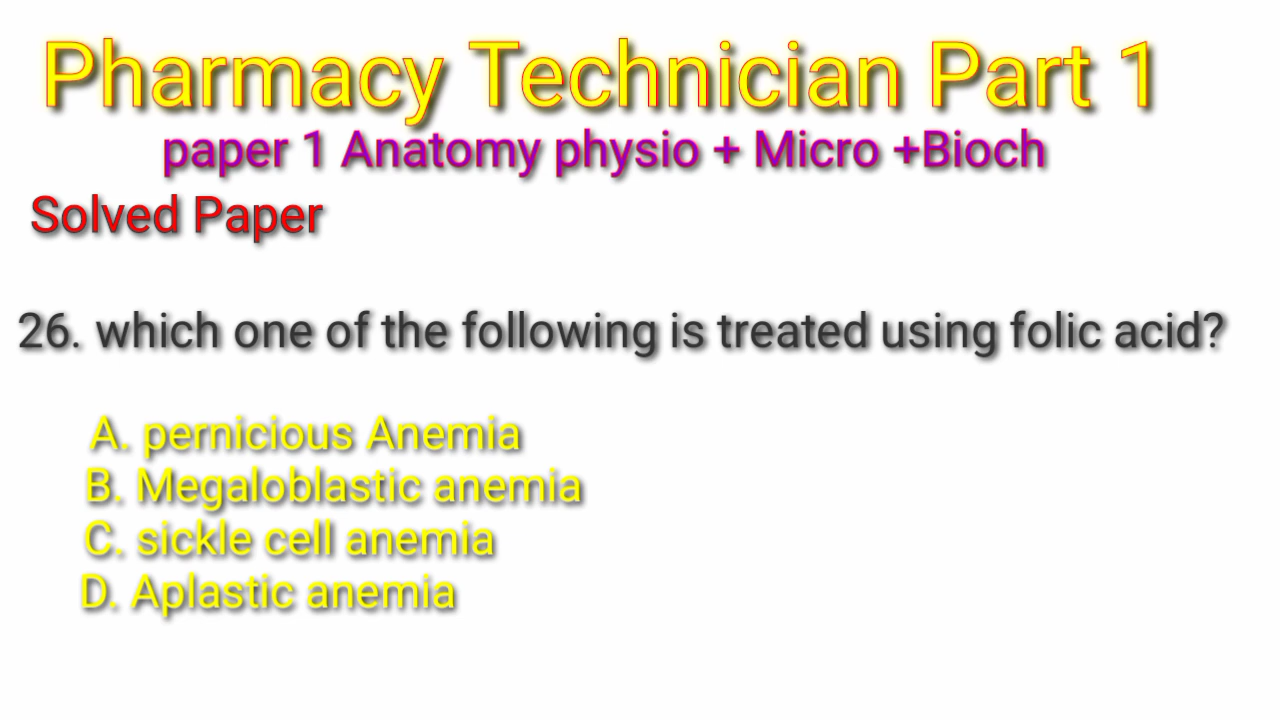 Pharmacy Technician Part 1
paper 1 Anatomy physio + Micro +Bioch
Solved Paper
26. which one of the following is treated using folic acid?
A. pernicious Anemia
B. Megaloblastic anemia
C. sickle cell anemia
D. Aplastic anemia